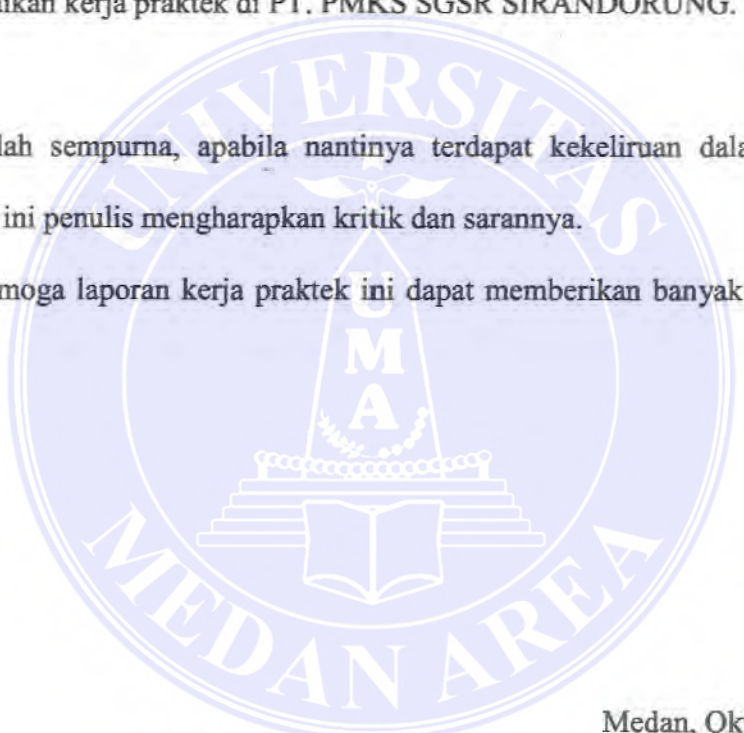 ikan kerja praktek di PT. PMKS SGSR SIRANDORUNG.
lah sempurna, apabila nantinya terdapat kekeliruan dala
ini penulis mengharapkan kritik dan sarannya.
moga laporan kerja praktek ini dapat memberikan banyak
UNIVERSITAS
UMA
MEDAN AREA
Medan, Ok